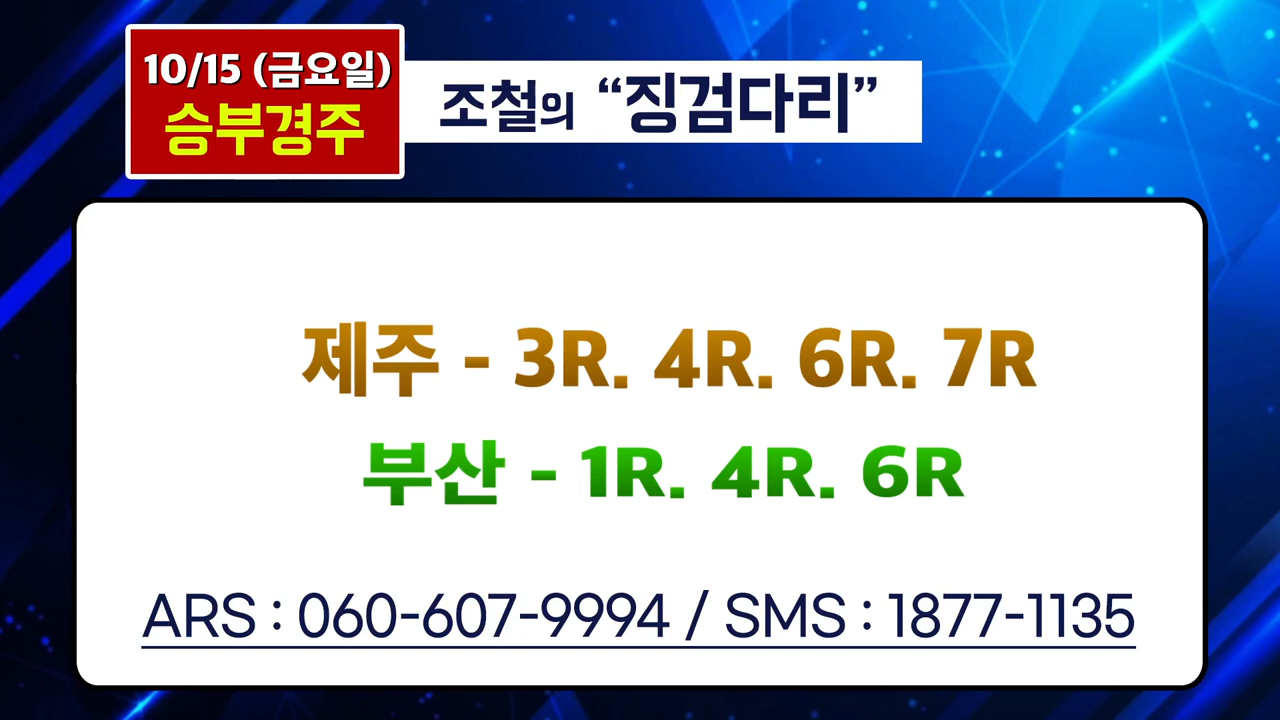 10/15 (금요일)
승부경주
조철의 “징검다리”
제주 - 3R. 4R. 6R. 7R
부산 - 1R. 4R. 6R
ARS : 060-607-9994 / SMS : 1877-1135